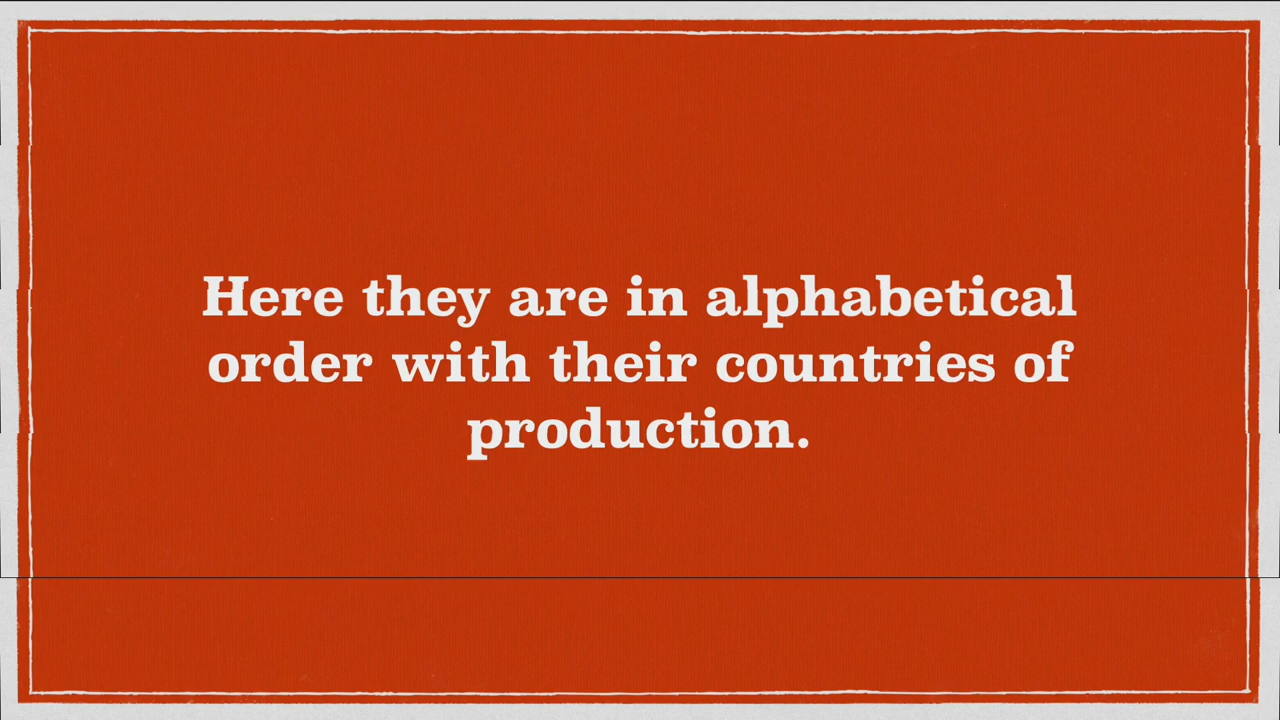 Here they are in alphabetical
order with their countries of
production.